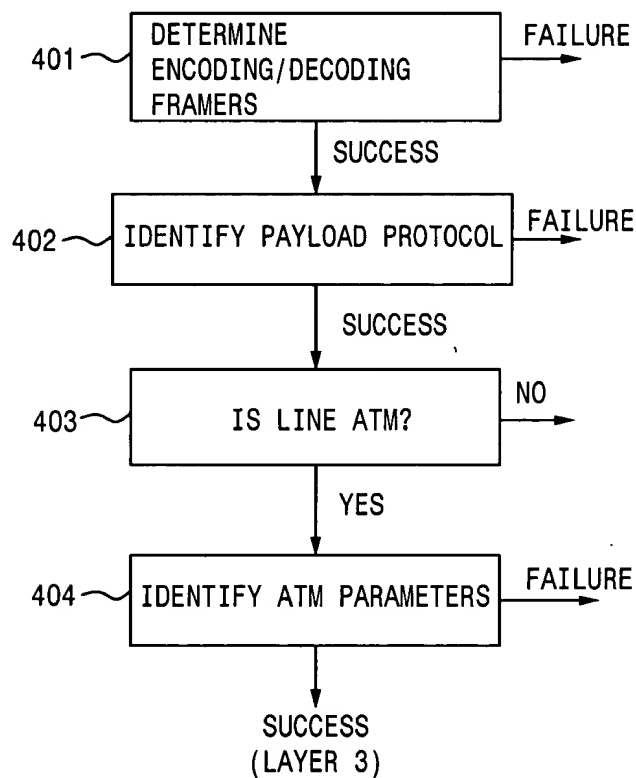 401
DETERMINE
ENCODING/DECODING
FRAMERS
FAILURE
SUCCESS
402
IDENTIFY PAYLOAD PROTOCOL
FAILURE
SUCCESS
403
IS LINE ATM?
NO
YES
404
IDENTIFY ATM PARAMETERS
FAILURE
SUCCESS
(LAYER 3)